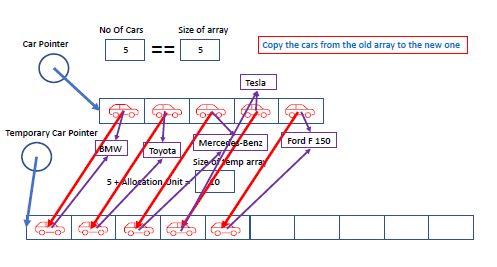 No Of Cars
Size of array
Car Pointer
5
==
5
Copy the cars from the old array to the new one
Tesla
Temporary Car Pointer
BMW
Toyota
Mercedes-Benz
Ford F 150
Size of temp array
5 + Allocation Unit =
10